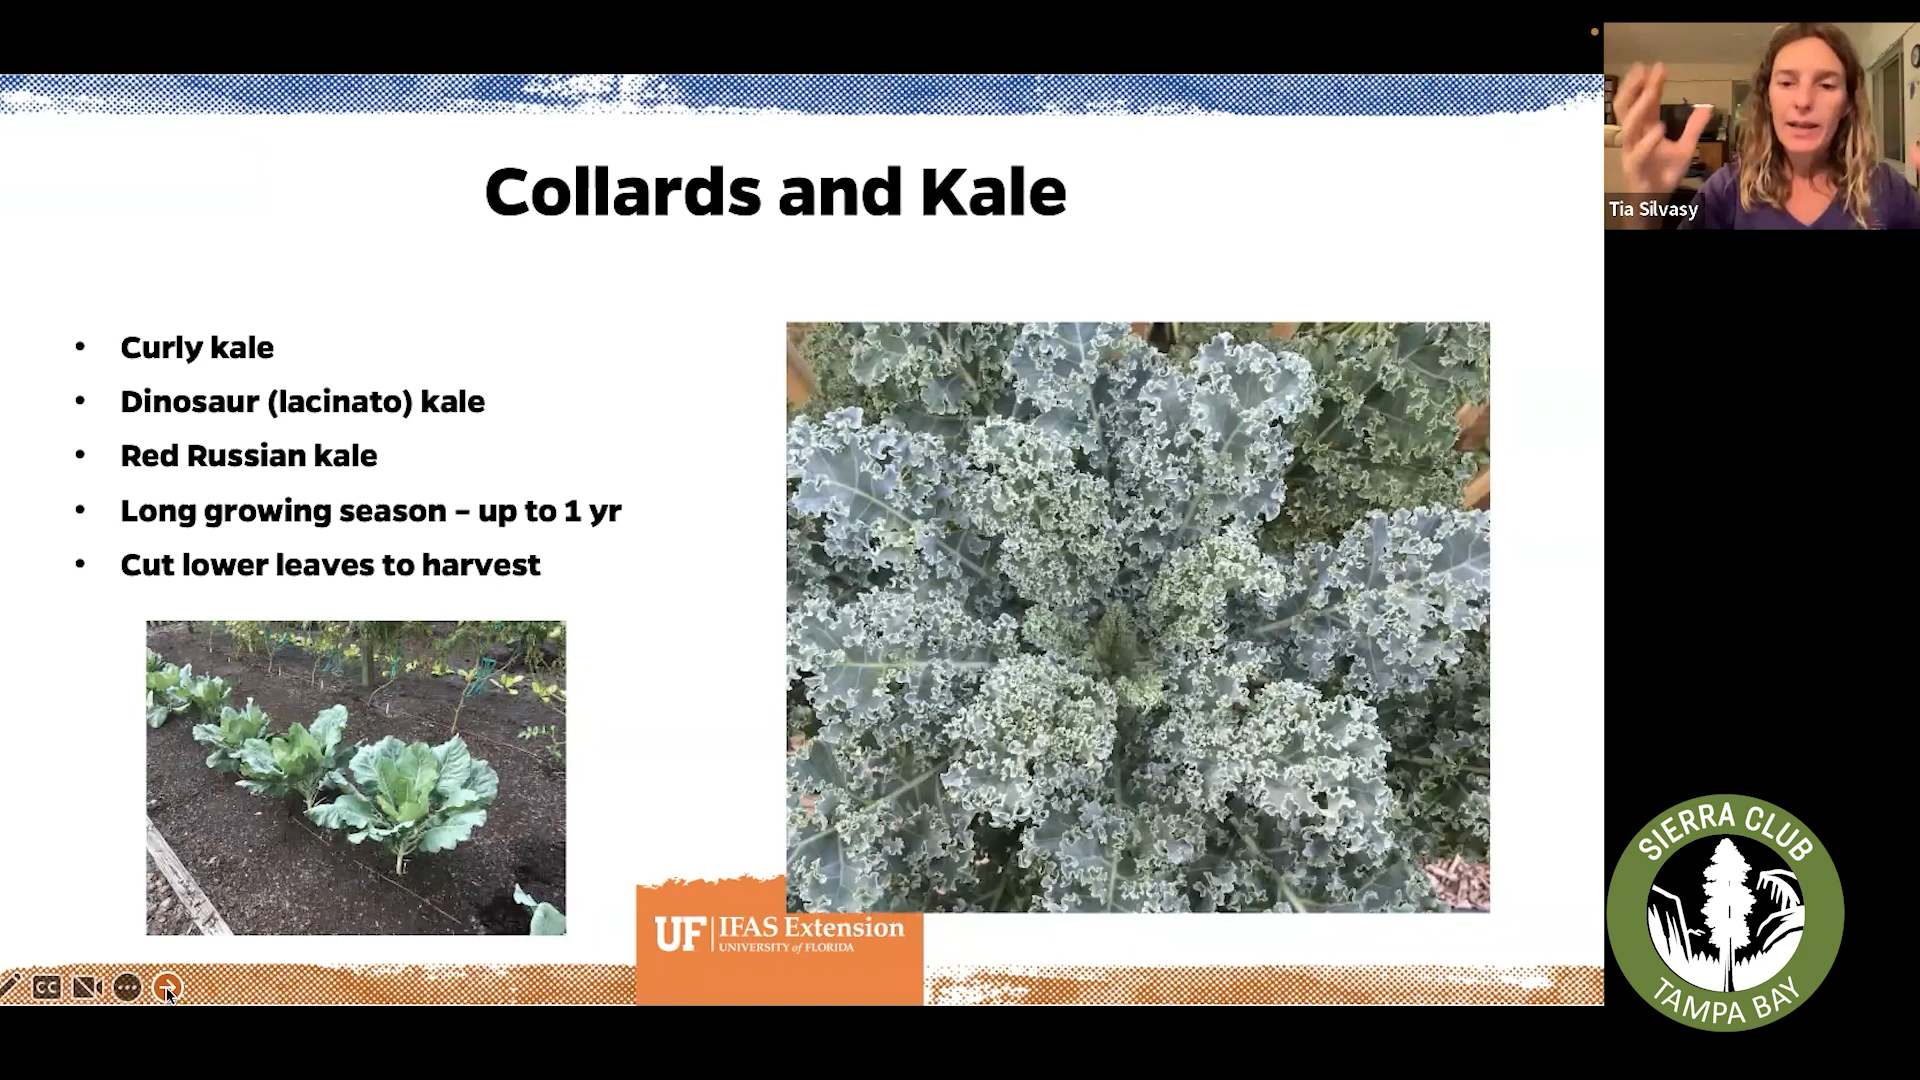 Collards and Kale
• Curly kale
• Dinosaur (lacinato) kale
• Red Russian kale
• Long growing season – up to 1 yr
• Cut lower leaves to harvest
UF IFAS Extension
UNIVERSITY of FLORIDA
CC
Tia Silvasy
SIERRA CLUB
TAMPA BAY